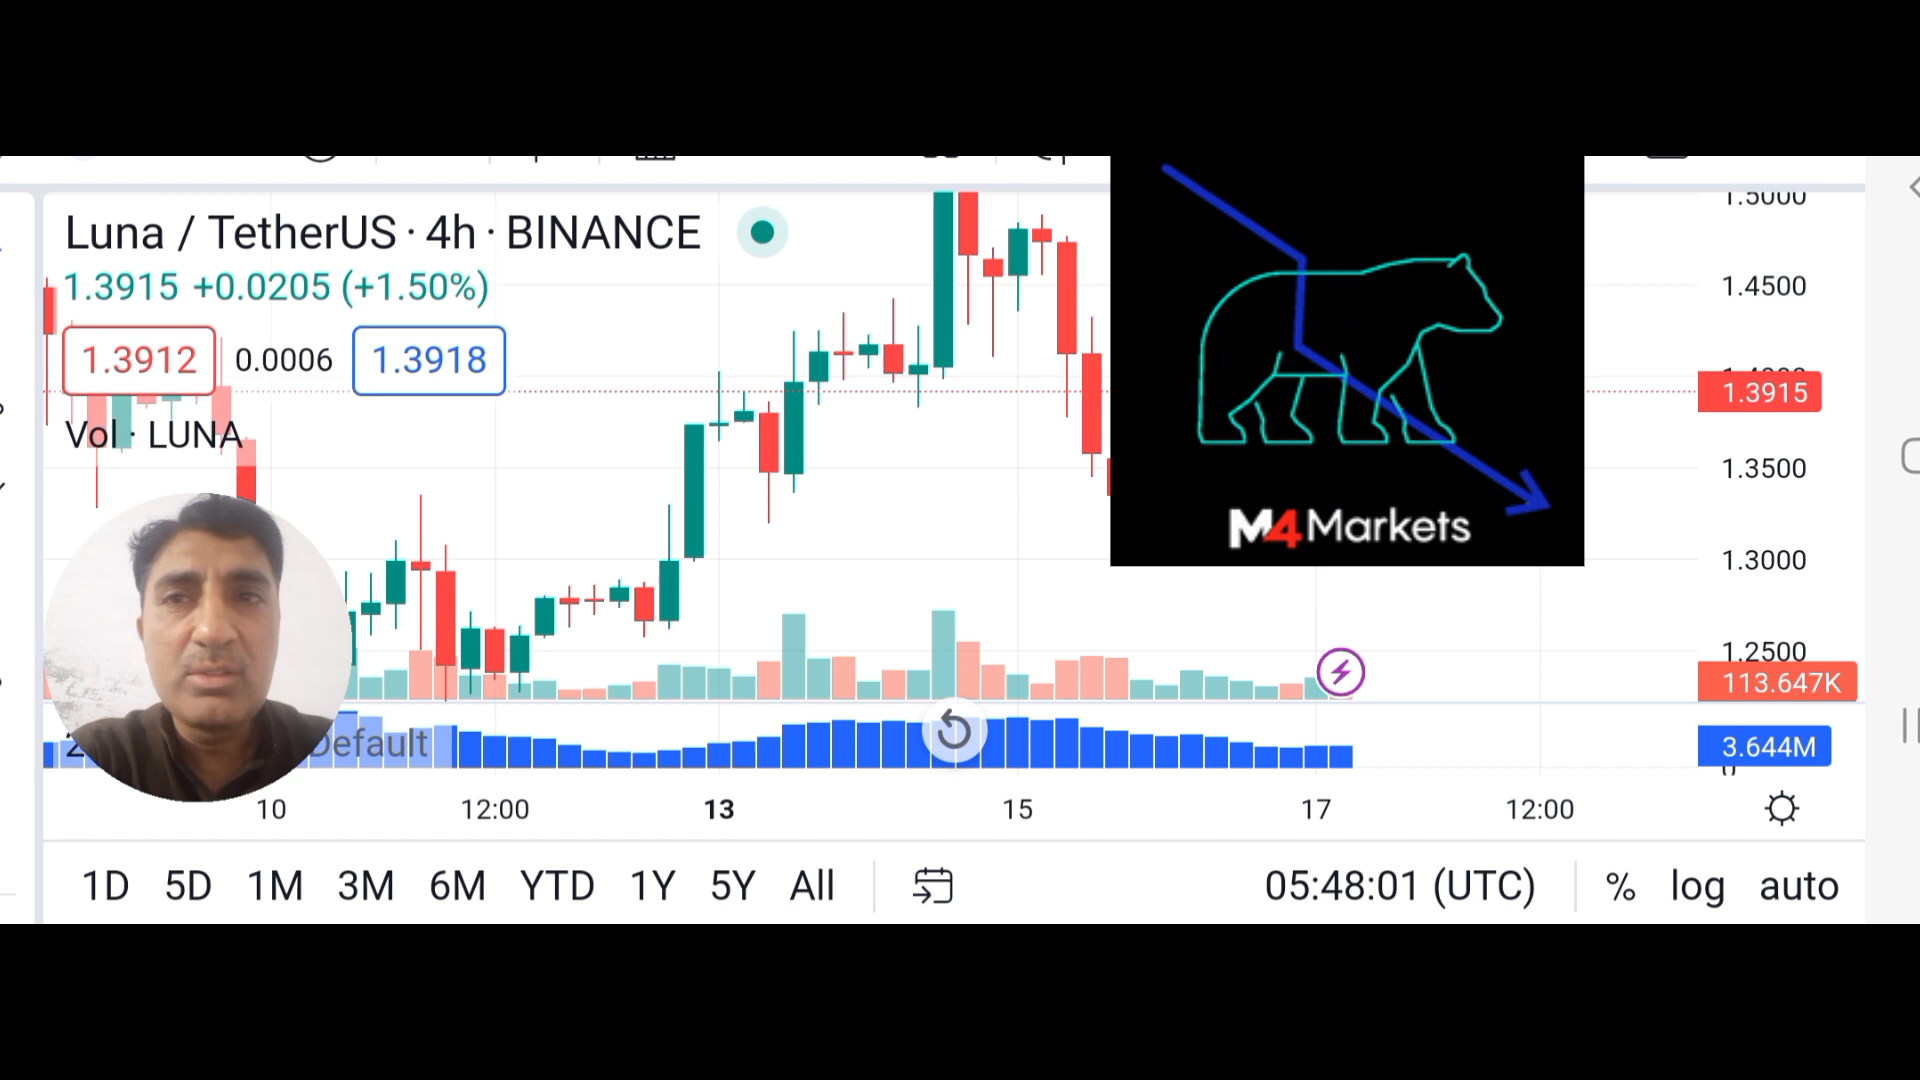 Luna / TetherUS · 4h · BINANCE
1.3915 +0.0205 (+1.50%)
1.3912 0.0006 1.3918
Vol · LUNA
M4Markets
1.5000
1.4500
1.3915
1.3500
1.3000
1.2500
113.647K
Default
3.644M
0
10 12:00 13 15 17 12:00
1D 5D 1M 3M 6M YTD 1Y 5Y All 05:48:01 (UTC) % log auto